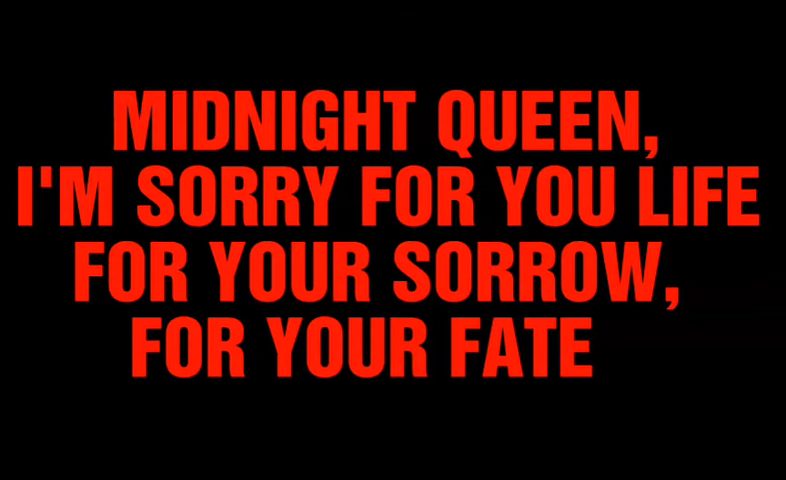 MIDNIGHT QUEEN,
I'M SORRY FOR YOU LIFE
FOR YOUR SORROW,
FOR YOUR FATE